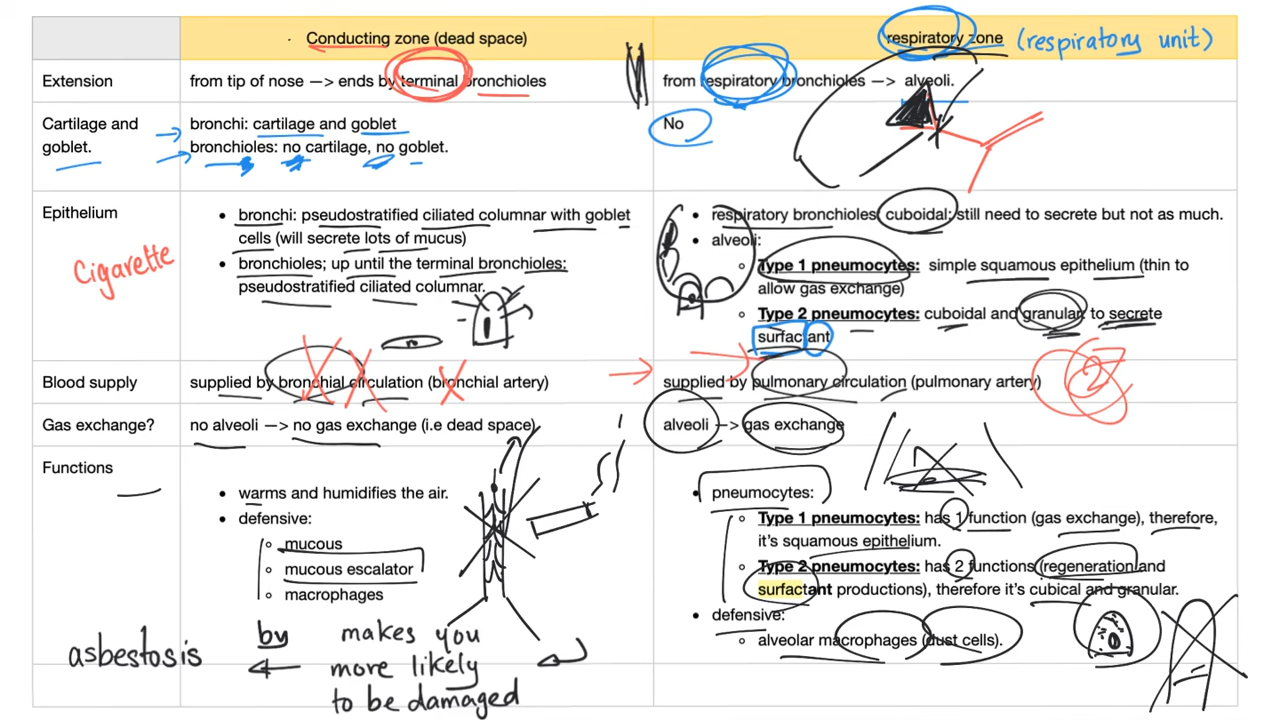 Conducting zone (dead space)
respiratory zone (respiratory unit)
Extension
from tip of nose —> ends by terminal bronchioles
from respiratory bronchioles —> alveoli.
Cartilage and
goblet.
bronchi: cartilage and goblet
bronchioles: no cartilage, no goblet.
No
Epithelium
Cigarette
• bronchi: pseudostratified ciliated columnar with goblet
cells (will secrete lots of mucus)
• bronchioles; up until the terminal bronchioles:
pseudostratified ciliated columnar.
• respiratory bronchioles (cuboidal; still need to secrete but not as much.
• alveoli:
Type 1 pneumocytes: simple squamous epithelium (thin to
allow gas exchange)
Type 2 pneumocytes: cuboidal and granular to secrete
surfactant
Blood supply
supplied by bronchial circulation (bronchial artery)
supplied by pulmonary circulation (pulmonary artery)
2
Gas exchange?
no alveoli —> no gas exchange (i.e dead space)
alveoli —> gas exchange
Functions
• warms and humidifies the air.
• defensive:
mucous
mucous escalator
macrophages
• pneumocytes:
Type 1 pneumocytes: has 1 function (gas exchange), therefore,
it's squamous epithelium.
Type 2 pneumocytes: has 2 functions (regeneration and
surfactant productions), therefore it's cubical and granular.
• defensive:
alveolar macrophages (dust cells).
asbestosis
by
makes you
more likely
to be damaged